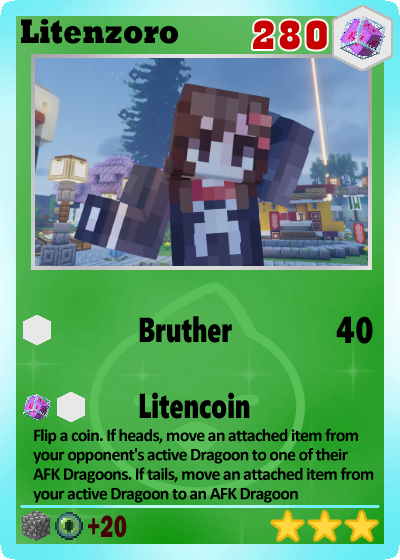 Litenzoro 280
Bruther 40
Litencoin
Flip a coin. If heads, move an attached item from
your opponent's active Dragoon to one of their
AFK Dragoons. If tails, move an attached item from
your active Dragoon to an AFK Dragoon
+20